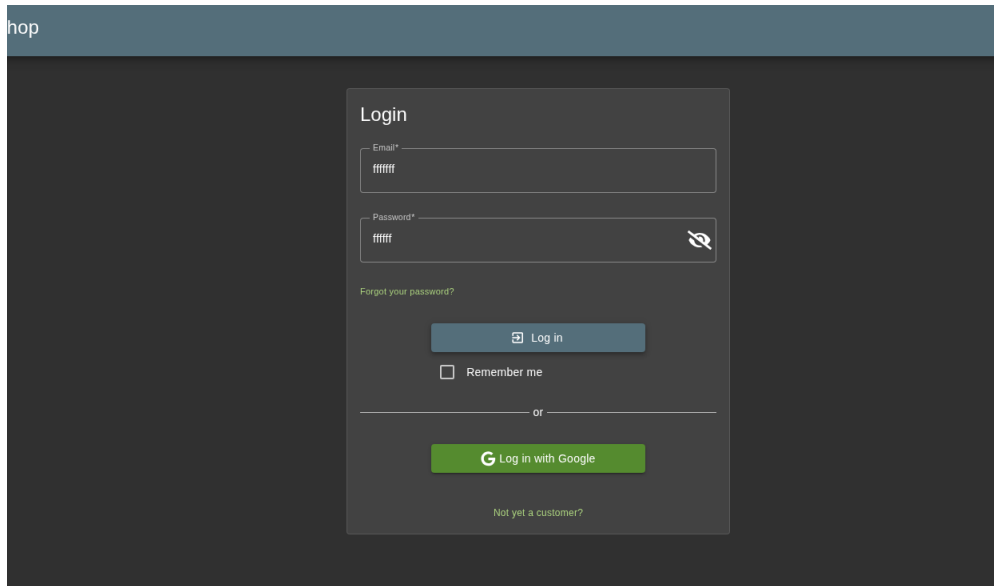 hop
Login
Email*
fffffff
Password*
ffffff
Forgot your password?
Log in
Remember me
or
Log in with Google
Not yet a customer?